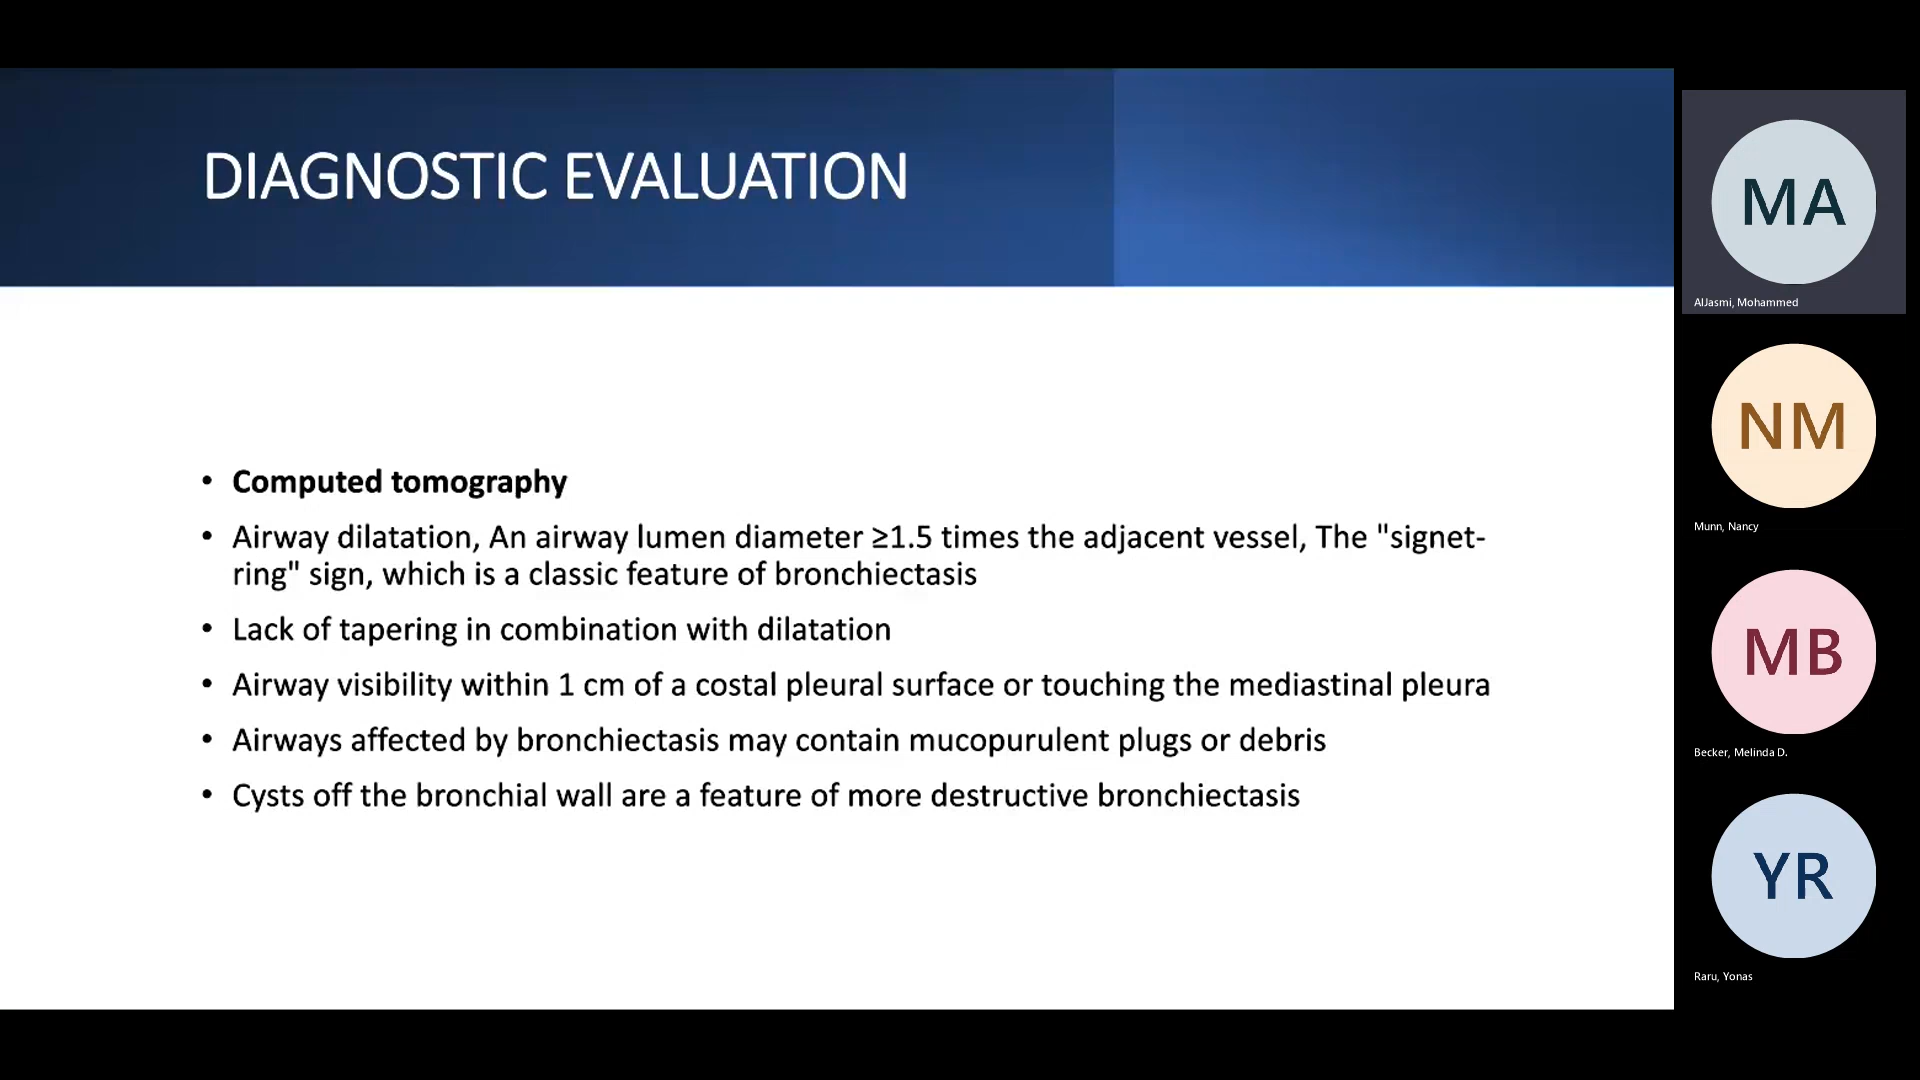 DIAGNOSTIC EVALUATION
• Computed tomography
• Airway dilatation, An airway lumen diameter ≥1.5 times the adjacent vessel, The "signet-
ring" sign, which is a classic feature of bronchiectasis
• Lack of tapering in combination with dilatation
• Airway visibility within 1 cm of a costal pleural surface or touching the mediastinal pleura
• Airways affected by bronchiectasis may contain mucopurulent plugs or debris
• Cysts off the bronchial wall are a feature of more destructive bronchiectasis
MA
AlJasmi, Mohammed
NM
Munn, Nancy
MB
Becker, Melinda D.
YR
Raru, Yonas